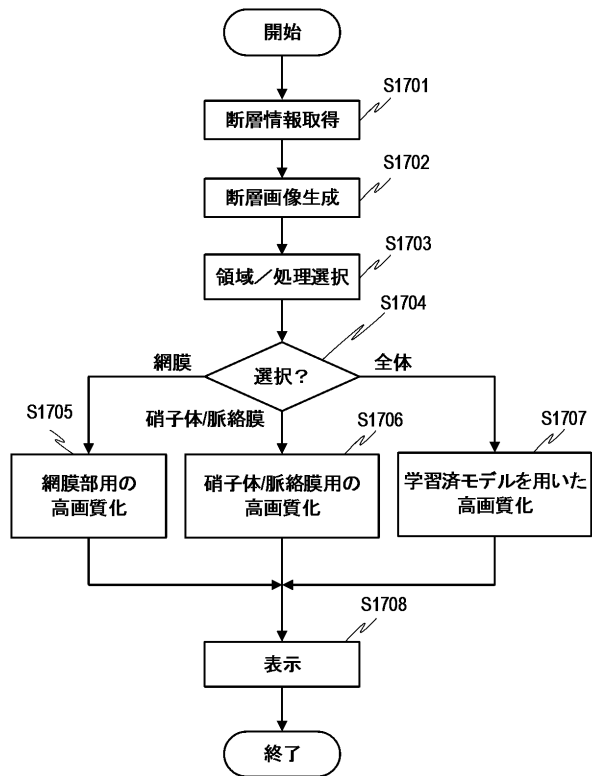 開始
S1701
断層情報取得
S1702
断層画像生成
S1703
領域／処理選択
S1704
網膜
選択？
全体
硝子体/脈絡膜
S1705
網膜部用の
高画質化
S1706
硝子体/脈絡膜用の
高画質化
S1707
学習済モデルを用いた
高画質化
S1708
表示
終了